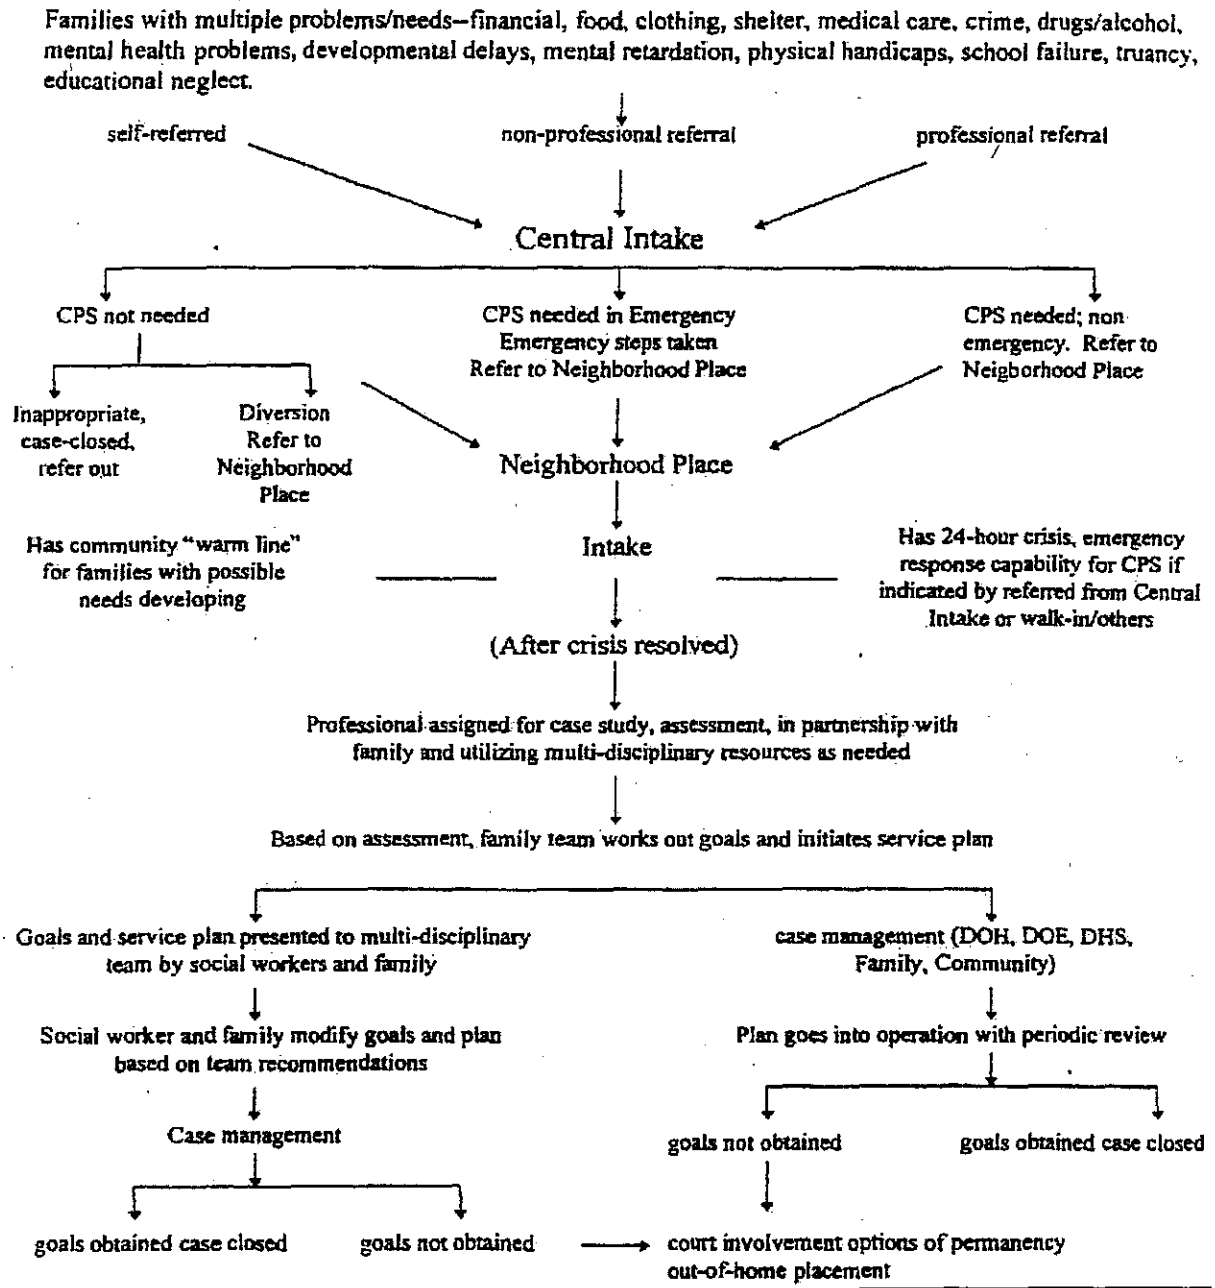 Families with multiple problems/needs–financial, food, clothing, shelter, medical care, crime, drugs/alcohol,
mental health problems, developmental delays, mental retardation, physical handicaps, school failure, truancy,
educational neglect.
self-referred
non-professional referral
professional referral
Central Intake
CPS not needed
CPS needed in Emergency
Emergency steps taken
Refer to Neighborhood Place
CPS needed; non
emergency. Refer to
Neigborhood Place
Inappropriate,
case-closed,
refer out
Diversion
Refer to
Neighborhood
Place
Neighborhood Place
Has community "warm line"
for families with possible
needs developing
Intake
Has 24-hour crisis, emergency
response capability for CPS if
indicated by referred from Central
Intake or walk-in/others
(After crisis resolved)
Professional assigned for case study, assessment, in partnership with
family and utilizing multi-disciplinary resources as needed
Based on assessment, family team works out goals and initiates service plan
Goals and service plan presented to multi-disciplinary
team by social workers and family
case management (DOH, DOE, DHS,
Family, Community)
Social worker and family modify goals and plan
based on team recommendations
Plan goes into operation with periodic review
Case management
goals not obtained
goals obtained case closed
goals obtained case closed
goals not obtained
court involvement options of permanency
out-of-home placement